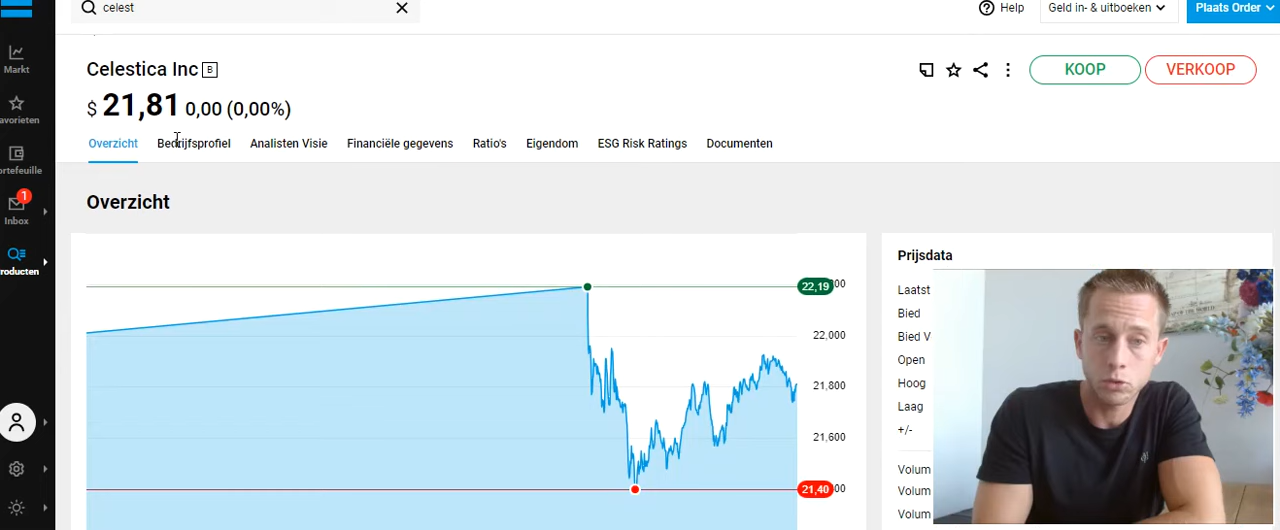 celest
Help
Geld in- & uitboeken
Plaats Order
Markt
avorieten
ortefeuille
1
Inbox
roducten
Celestica Inc B
KOOP
VERKOOP
$ 21,81 0,00 (0,00%)
Overzicht Bedrijfsprofiel Analisten Visie Financiële gegevens Ratio's Eigendom ESG Risk Ratings Documenten
Overzicht
22,19
22,000
21,800
21,600
21,40
Prijsdata
Laatst
Bied
Bied V
Open
Hoog
Laag
+/-
Volum
Volum
Volum